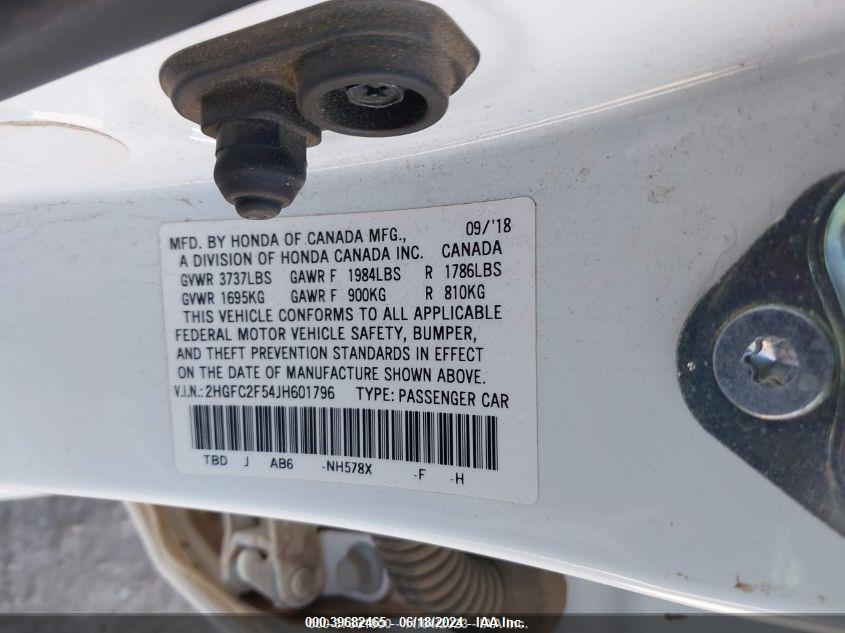 MFD. BY HONDA OF CANADA MFG., 09/'18
A DIVISION OF HONDA CANADA INC. CANADA
GVWR 3737LBS GAWR F 1984LBS R 1786LBS
GVWR 1695KG GAWR F 900KG R 810KG
THIS VEHICLE CONFORMS TO ALL APPLICABLE
FEDERAL MOTOR VEHICLE SAFETY, BUMPER,
AND THEFT PREVENTION STANDARDS IN EFFECT
ON THE DATE OF MANUFACTURE SHOWN ABOVE.
V.I.N.: 2HGFC2F54JH601796 TYPE: PASSENGER CAR
TBD J AB6 -NH578X -F -H
000-39682465 06/18/2024 IAA Inc.